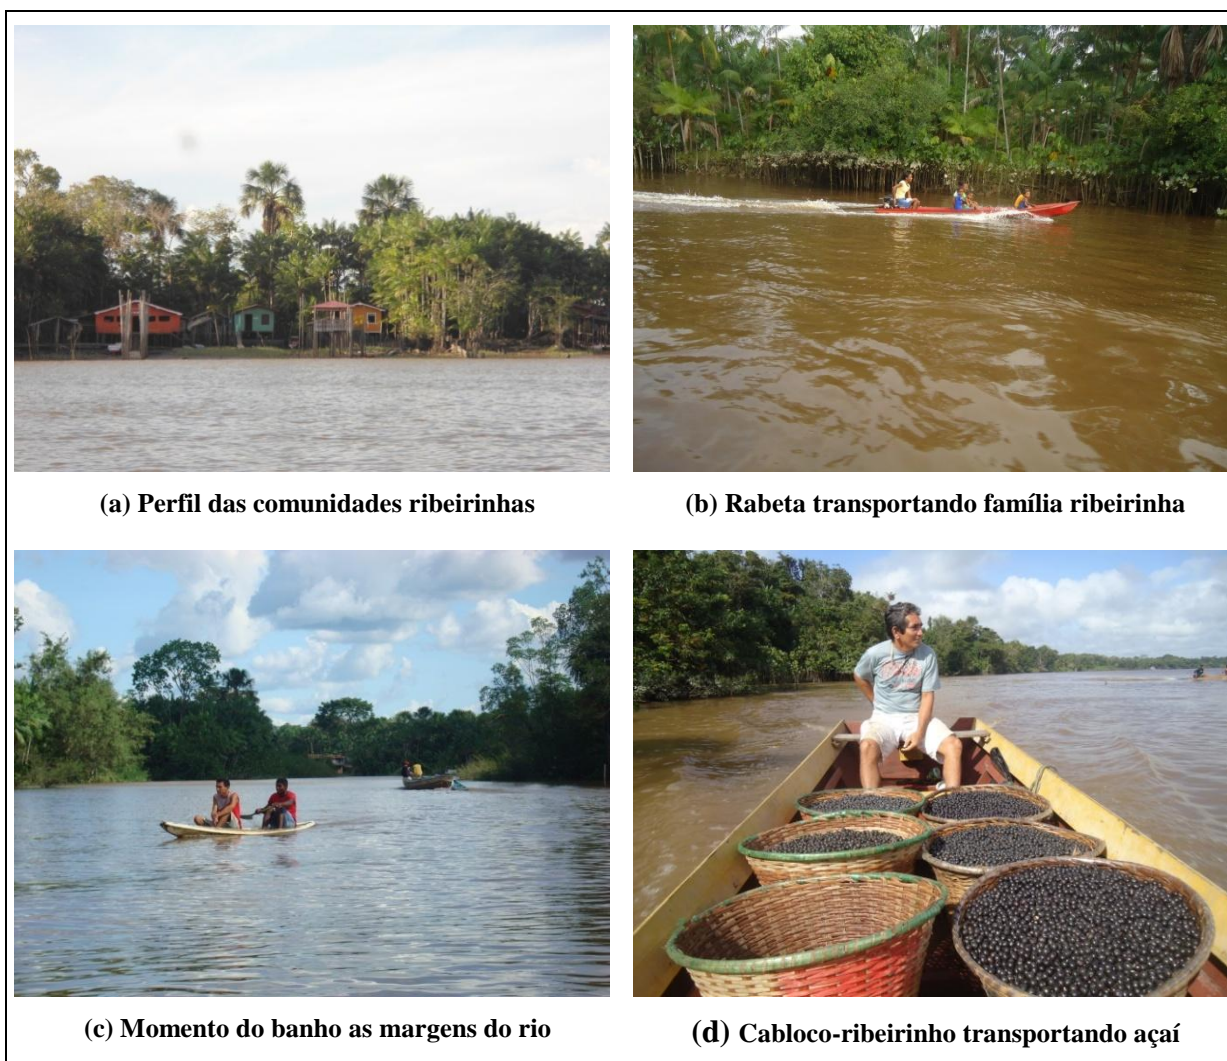 (a) Perfil das comunidades ribeirinhas
(b) Rabeta transportando família ribeirinha
(c) Momento do banho as margens do rio
(d) Cabloco-ribeirinho transportando açaí